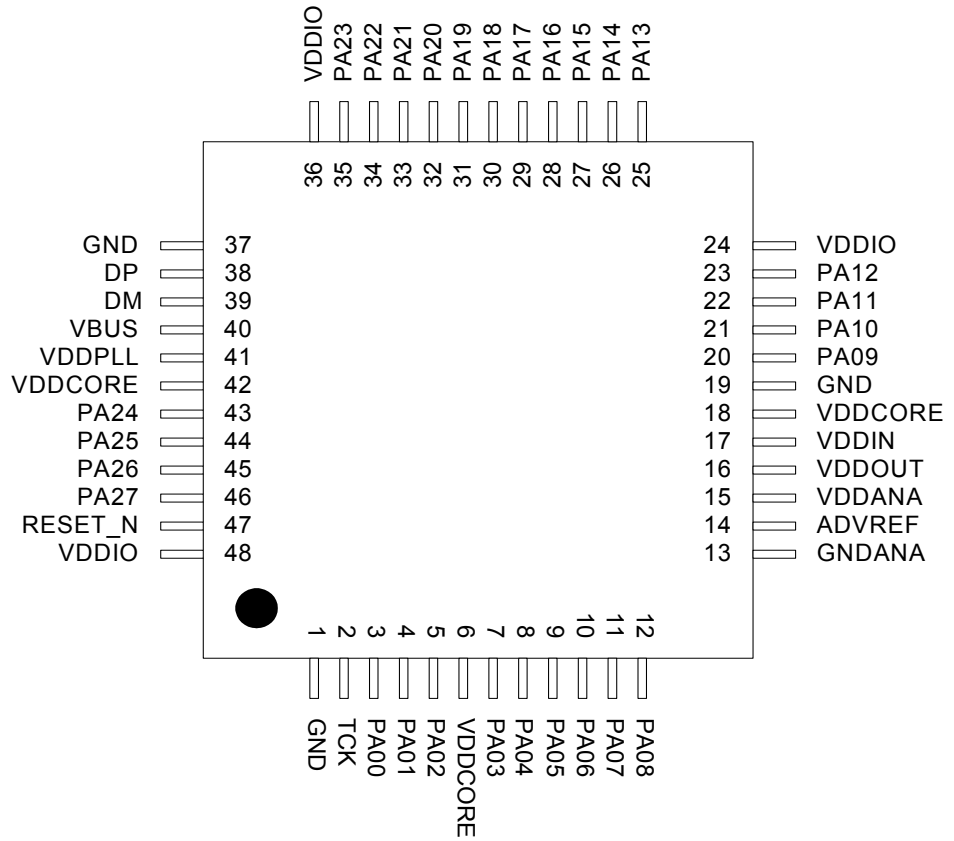 VDDIO
PA23
PA22
PA21
PA20
PA19
PA18
PA17
PA16
PA15
PA14
PA13
36
35
34
33
32
31
30
29
28
27
26
25
GND 37
DP 38
DM 39
VBUS 40
VDDPLL 41
VDDCORE 42
PA24 43
PA25 44
PA26 45
PA27 46
RESET_N 47
VDDIO 48
24 VDDIO
23 PA12
22 PA11
21 PA10
20 PA09
19 GND
18 VDDCORE
17 VDDIN
16 VDDOUT
15 VDDANA
14 ADVREF
13 GNDANA
1
2
3
4
5
6
7
8
9
10
11
12
GND
TCK
PA00
PA01
PA02
VDDCORE
PA03
PA04
PA05
PA06
PA07
PA08